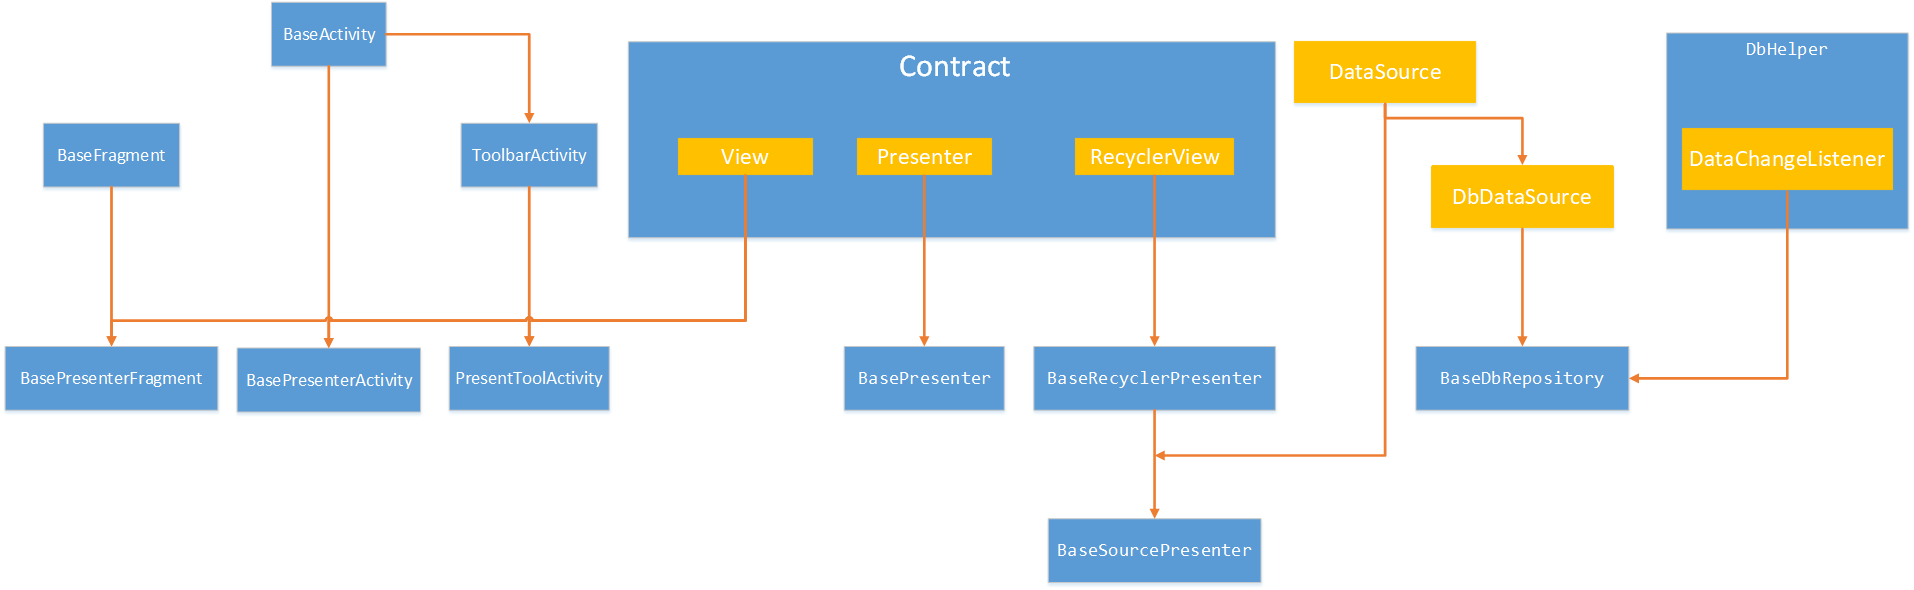 BaseActivity
Contract
DataSource
DbHelper
BaseFragment
ToolbarActivity
View
Presenter
RecyclerView
DataChangeListener
DbDataSource
BasePresenterFragment
BasePresenterActivity
PresentToolActivity
BasePresenter
BaseRecyclerPresenter
BaseDbRepository
BaseSourcePresenter